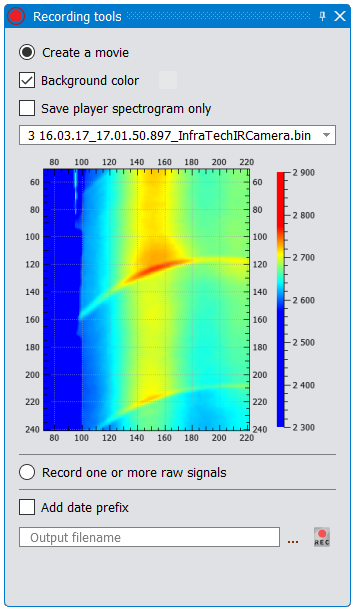 Recording tools
Create a movie
Background color
Save player spectrogram only
3 16.03.17_17.01.50.897_InfraTechIRCamera.bin
80 100 120 140 160 180 200 221
60 60 2 900
80 80
2 800
100 100
120 120 2 700
140 140
160 160 2 600
180 180 2 500
200 200
220 220 2 400
240 240 2 300
80 100 120 140 160 180 200 221
Record one or more raw signals
Add date prefix
Output filename ... REC